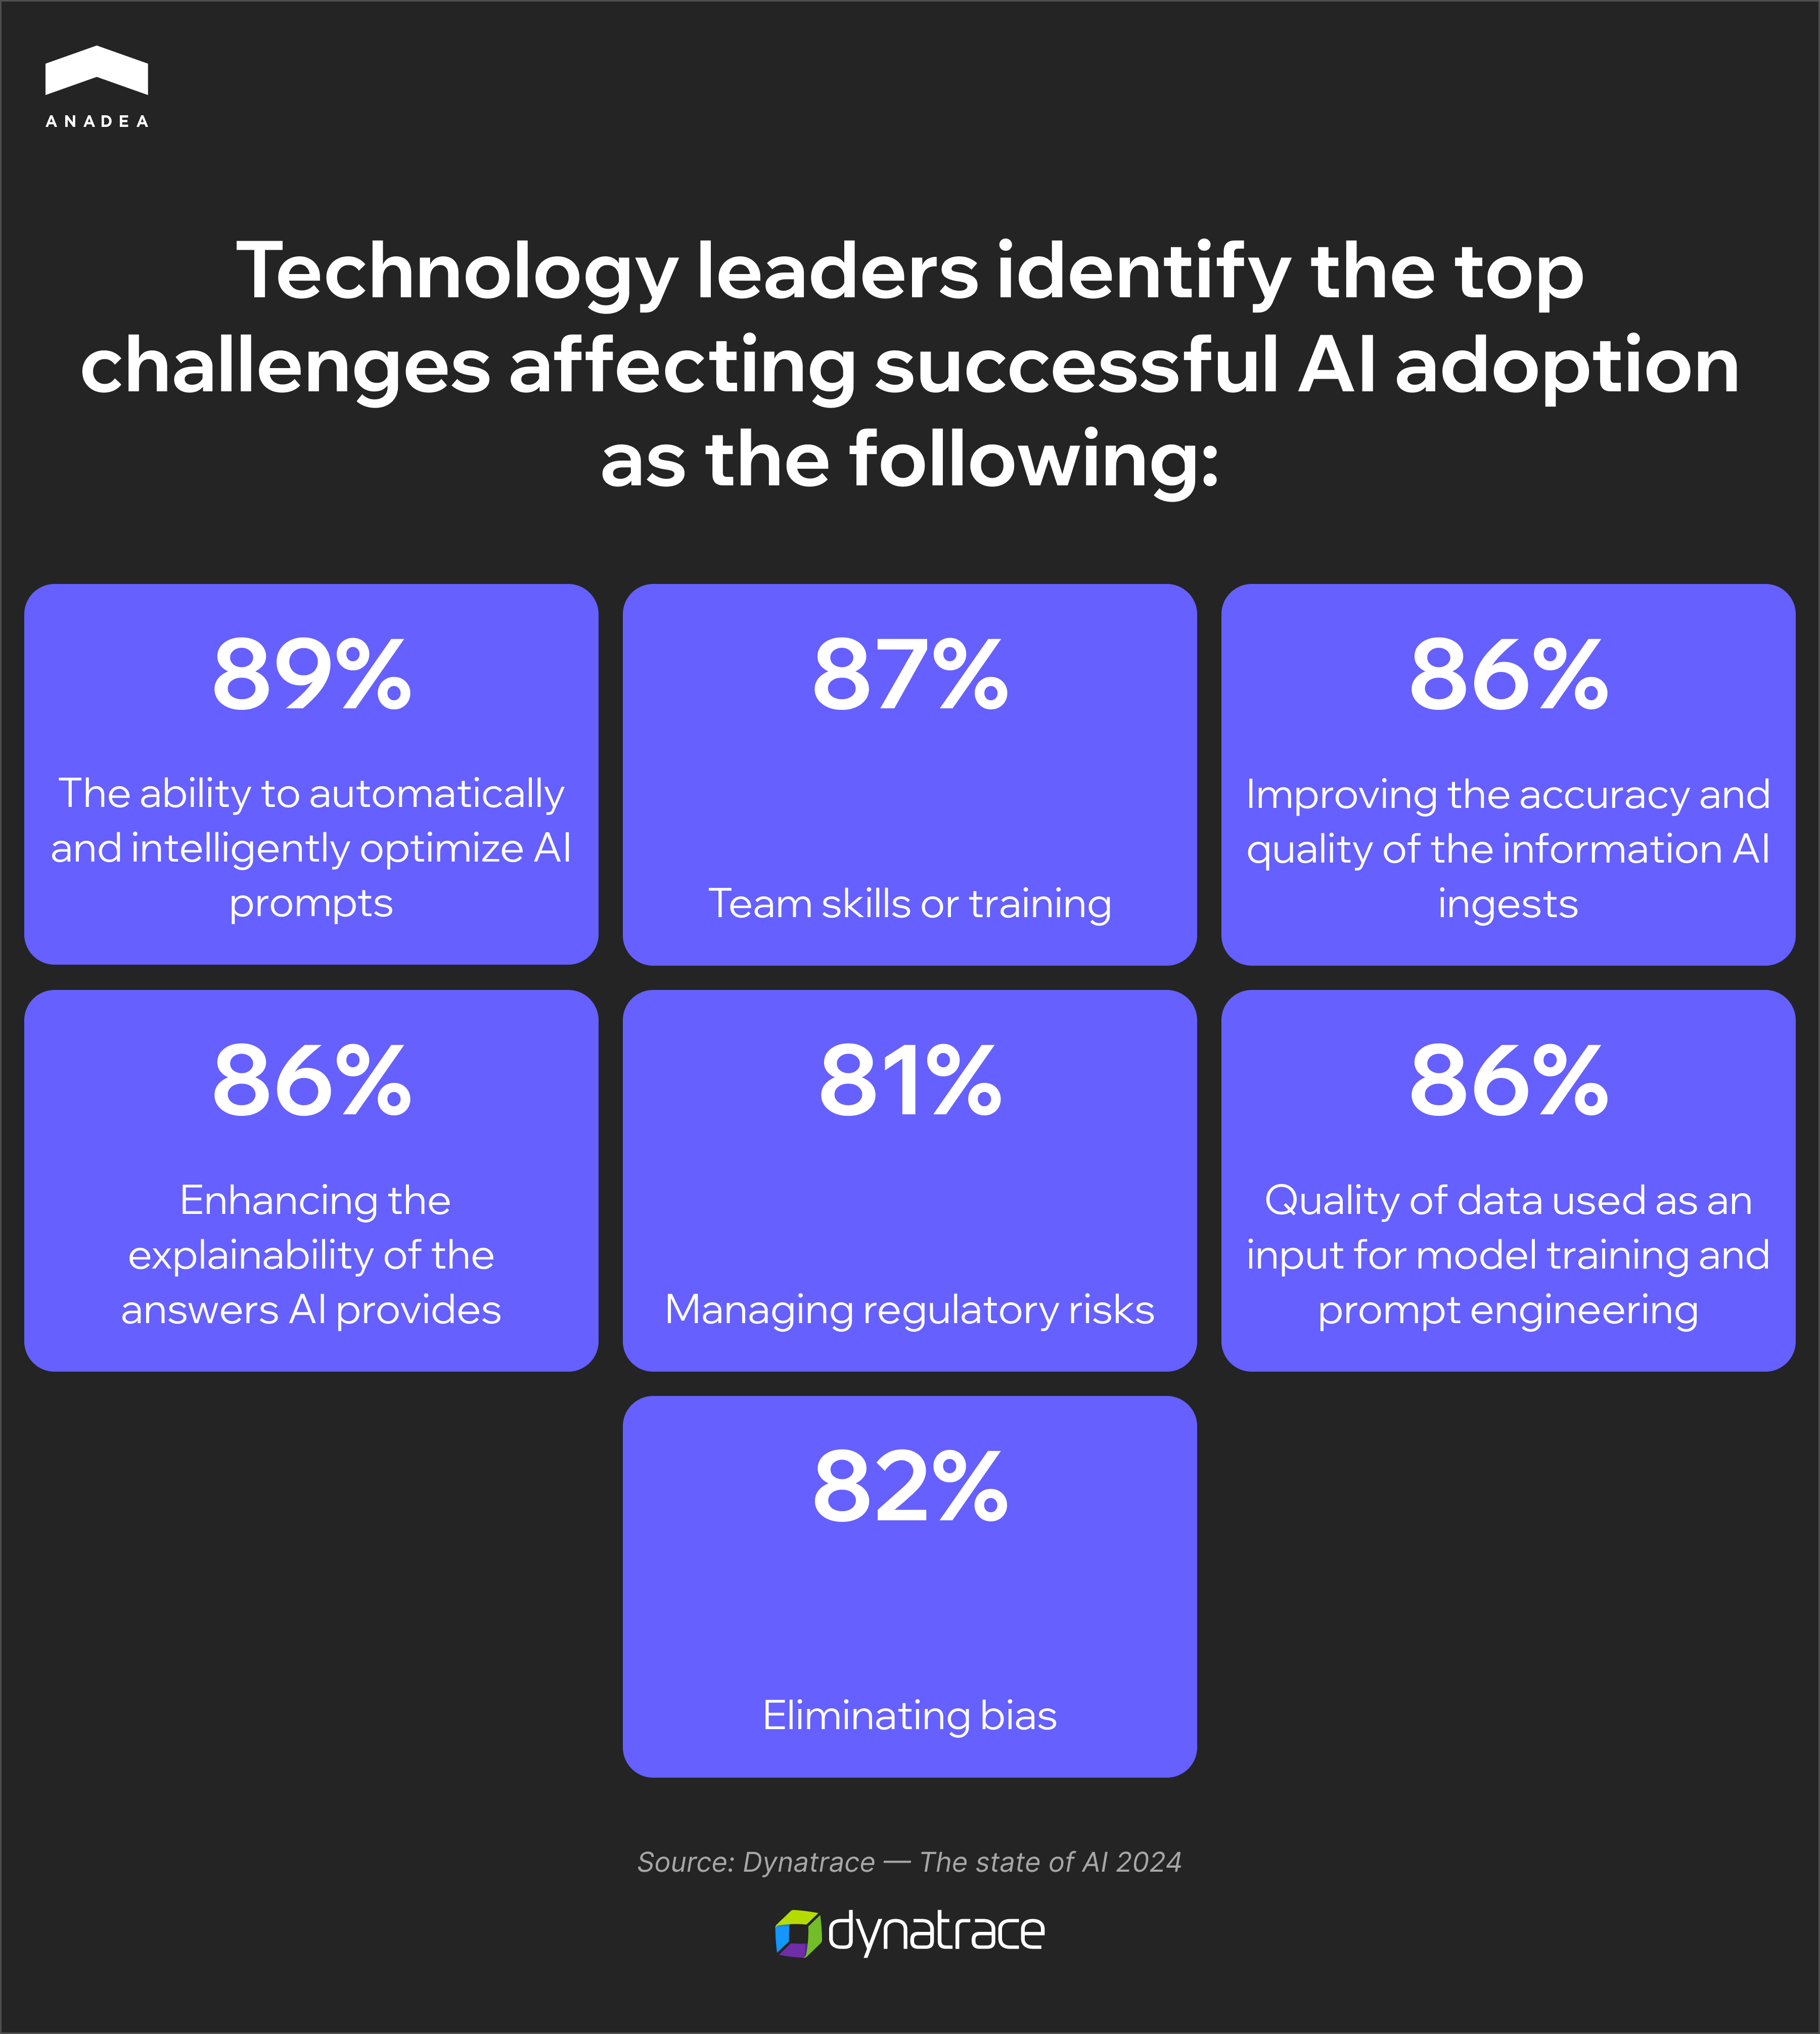 ANADEA
Technology leaders identify the top
challenges affecting successful AI adoption
as the following:
89%
The ability to automatically
and intelligently optimize AI
prompts
87%
Team skills or training
86%
Improving the accuracy and
quality of the information AI
ingests
86%
Enhancing the
explainability of the
answers AI provides
81%
Managing regulatory risks
86%
Quality of data used as an
input for model training and
prompt engineering
82%
Eliminating bias
Source: Dynatrace — The state of AI 2024
dynatrace